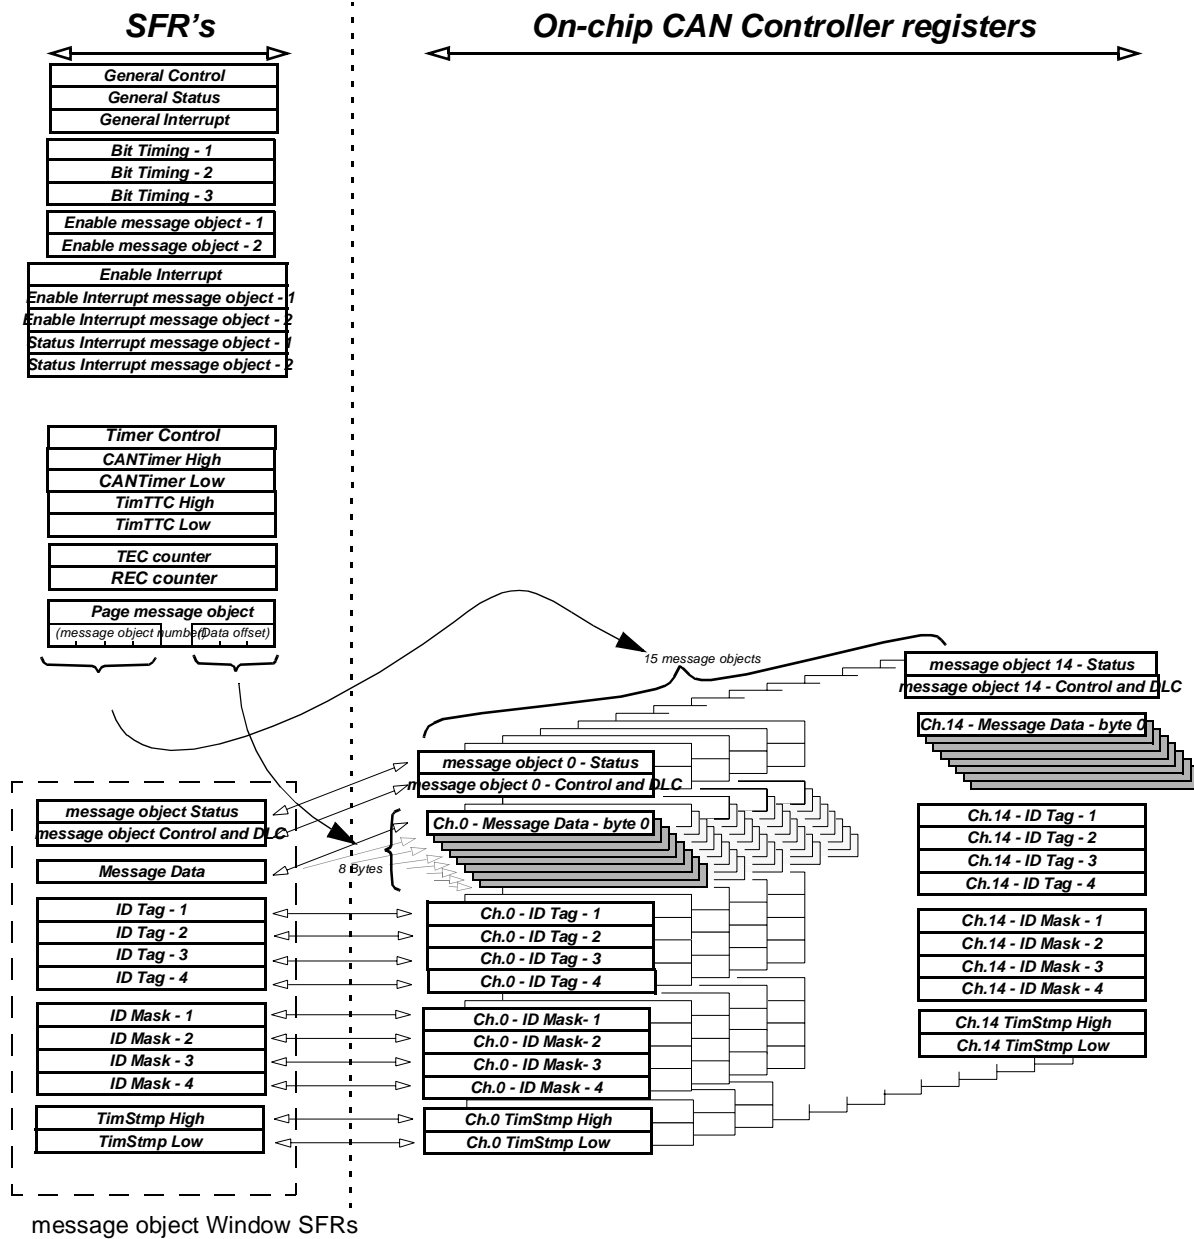 SFR's
On-chip CAN Controller registers
General Control
General Status
General Interrupt
Bit Timing - 1
Bit Timing - 2
Bit Timing - 3
Enable message object - 1
Enable message object - 2
Enable Interrupt
Enable Interrupt message object - 1
Enable Interrupt message object - 2
Status Interrupt message object - 1
Status Interrupt message object - 2
Timer Control
CANTimer High
CANTimer Low
TimTTC High
TimTTC Low
TEC counter
REC counter
Page message object
(message object number)
(Data offset)
15 message objects
message object 14 - Status
message object 14 - Control and DLC
Ch.14 - Message Data - byte 0
Ch.14 - ID Tag - 1
Ch.14 - ID Tag - 2
Ch.14 - ID Tag - 3
Ch.14 - ID Tag - 4
Ch.14 - ID Mask - 1
Ch.14 - ID Mask - 2
Ch.14 - ID Mask - 3
Ch.14 - ID Mask - 4
Ch.14 TimStmp High
Ch.14 TimStmp Low
message object 0 - Status
message object 0 - Control and DLC
Ch.0 - Message Data - byte 0
8 Bytes
Ch.0 - ID Tag - 1
Ch.0 - ID Tag - 2
Ch.0 - ID Tag - 3
Ch.0 - ID Tag - 4
Ch.0 - ID Mask- 1
Ch.0 - ID Mask- 2
Ch.0 - ID Mask- 3
Ch.0 - ID Mask - 4
Ch.0 TimStmp High
Ch.0 TimStmp Low
message object Status
message object Control and DLC
Message Data
ID Tag - 1
ID Tag - 2
ID Tag - 3
ID Tag - 4
ID Mask - 1
ID Mask - 2
ID Mask - 3
ID Mask - 4
TimStmp High
TimStmp Low
message object Window SFRs